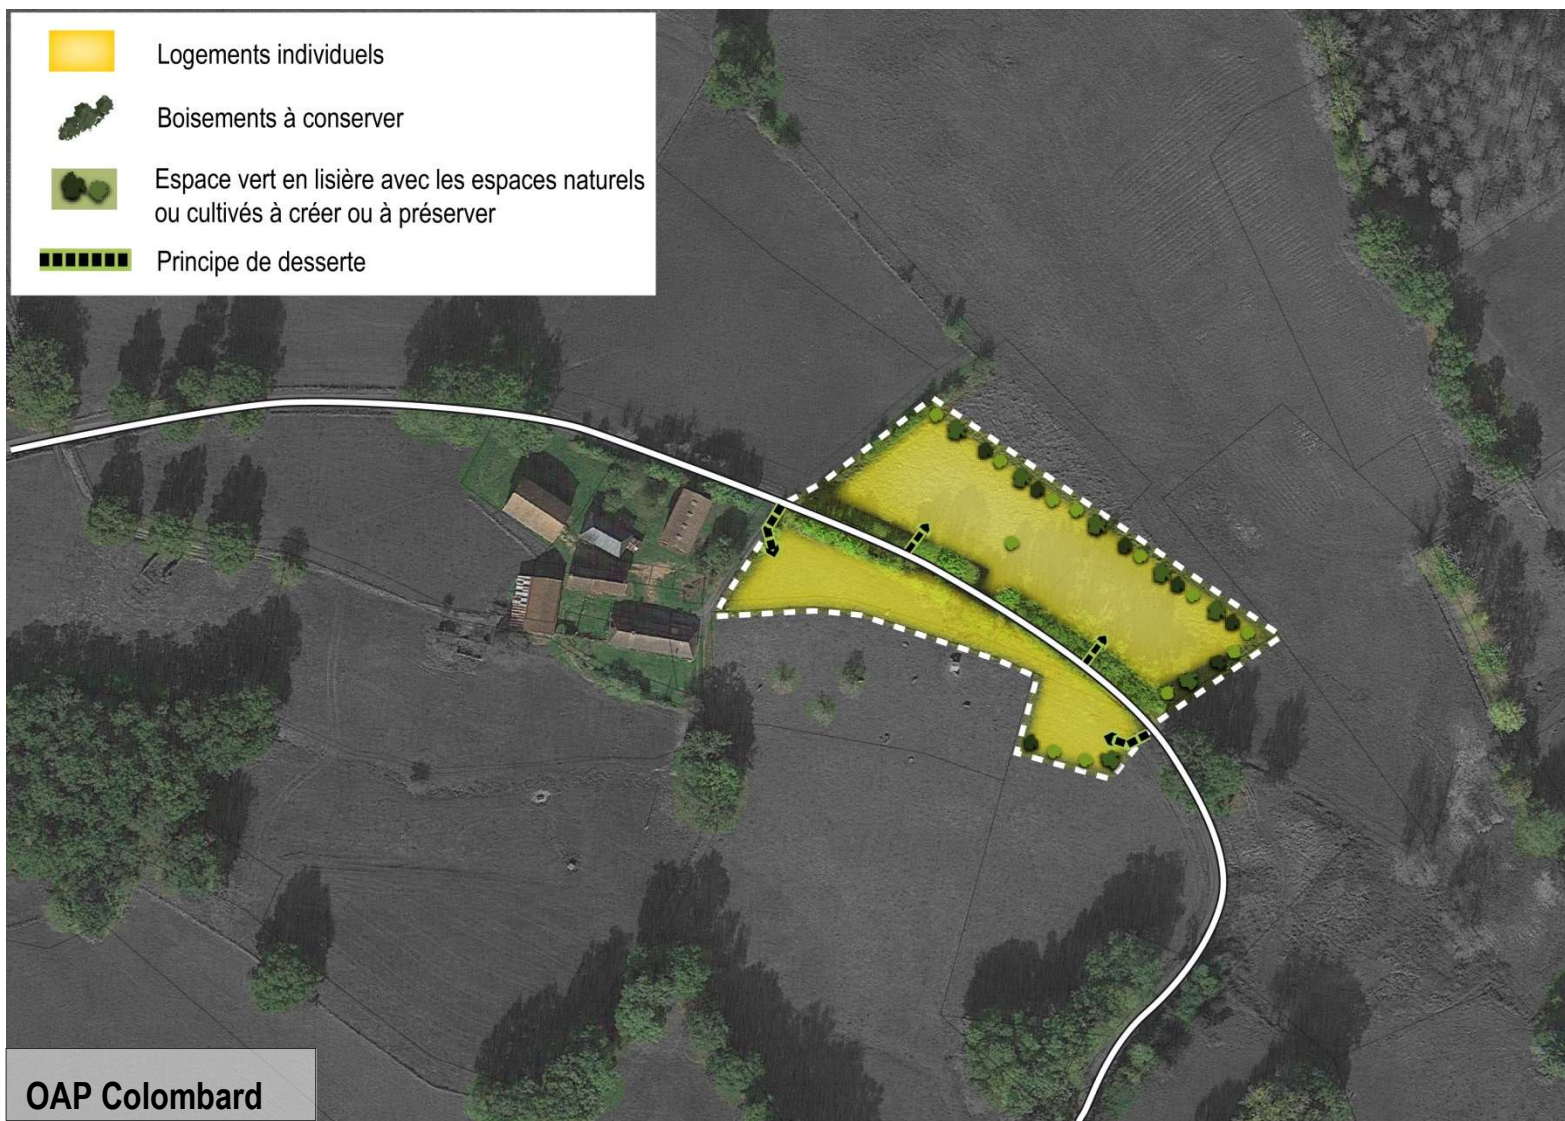 Logements individuels
Boisements à conserver
Espace vert en lisière avec les espaces naturels
ou cultivés à créer ou à préserver
Principe de desserte
OAP Colombard